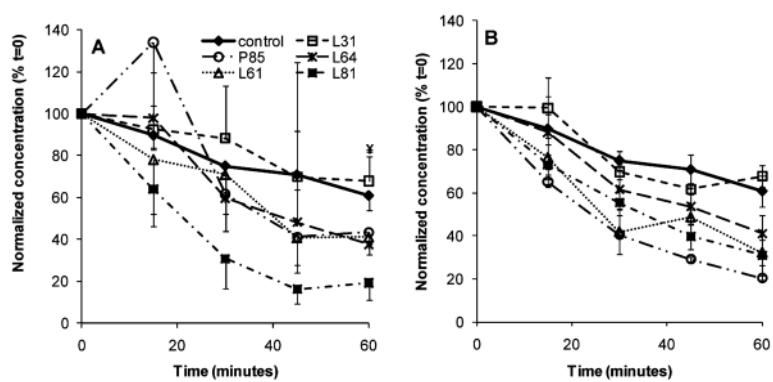 A
control
L31
P85
L64
L61
L81
Normalized concentration (% t=0)
140
120
100
80
60
40
20
0
0 20 40 60
Time (minutes)
B
Normalized concentration (% t=0)
140
120
100
80
60
40
20
0
0 20 40 60
Time (minutes)